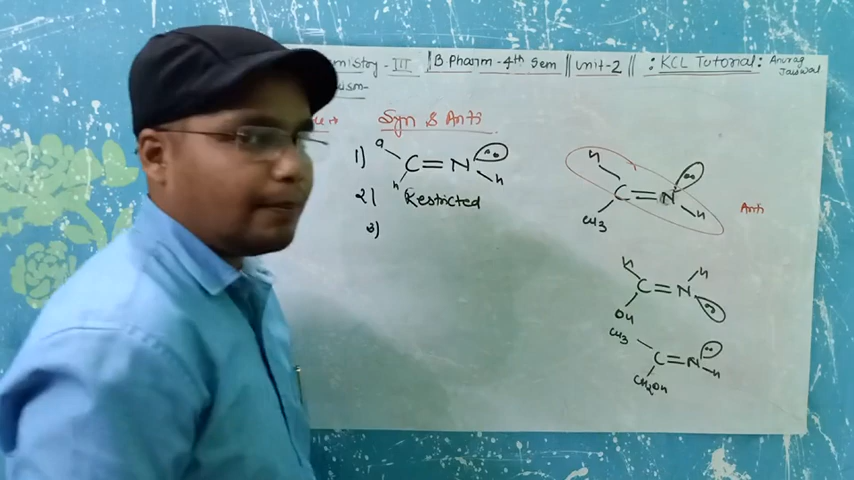 III | B Pharm - 4th Sem || Unit-2 || : KCL Tutorial : Anurag Jaiswal
Syn & Anti
1) a C = N h
h
2) Restricted
3)
h C = N h
CH3
Anti
h C = N h
OH
CH3 C = N h
CH2OH